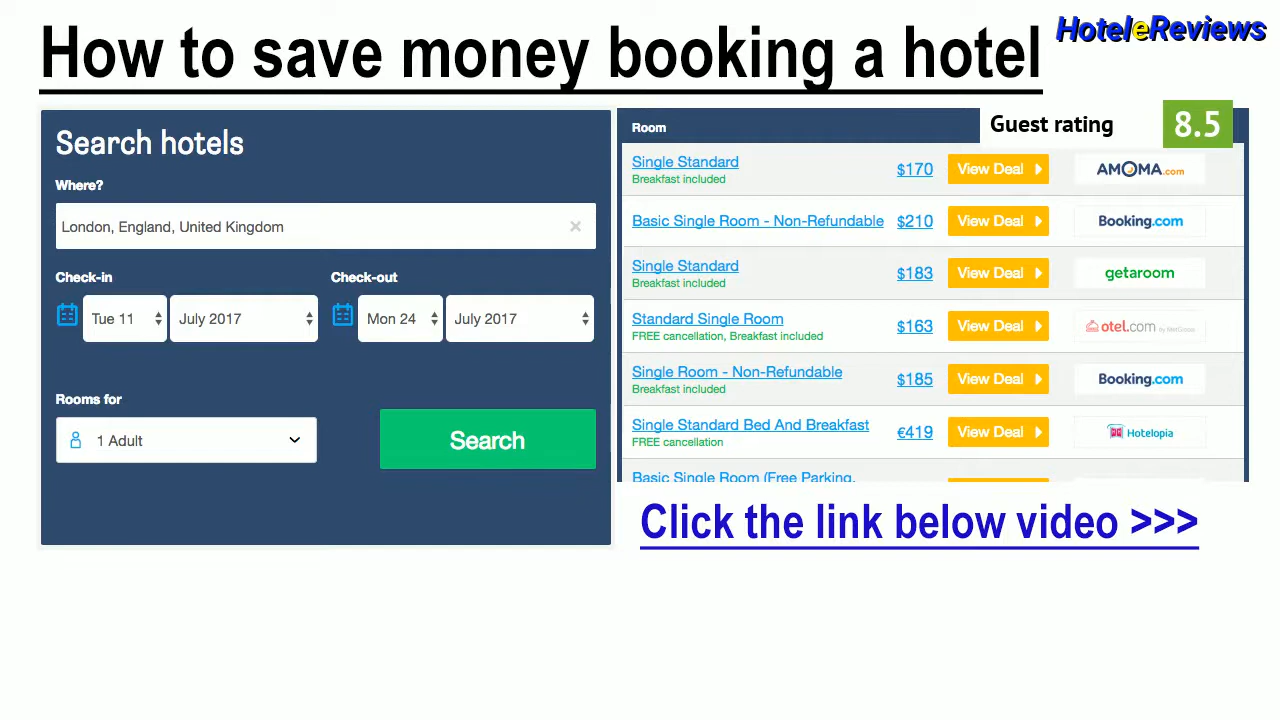 How to save money booking a hotel
HoteleReviews
Search hotels
Where?
London, England, United Kingdom
Check-in
Check-out
Tue 11
July 2017
Mon 24
July 2017
Rooms for
1 Adult
Search
Room
Guest rating
8.5
Single Standard
Breakfast included
$170
View Deal
AMOMA.com
Basic Single Room - Non-Refundable
$210
View Deal
Booking.com
Single Standard
Breakfast included
$183
View Deal
getaroom
Standard Single Room
FREE cancellation, Breakfast included
$163
View Deal
otel.com
Single Room - Non-Refundable
Breakfast included
$185
View Deal
Booking.com
Single Standard Bed And Breakfast
FREE cancellation
€419
View Deal
Hotelopia
Basic Single Room (Free Parking,
Click the link below video >>>